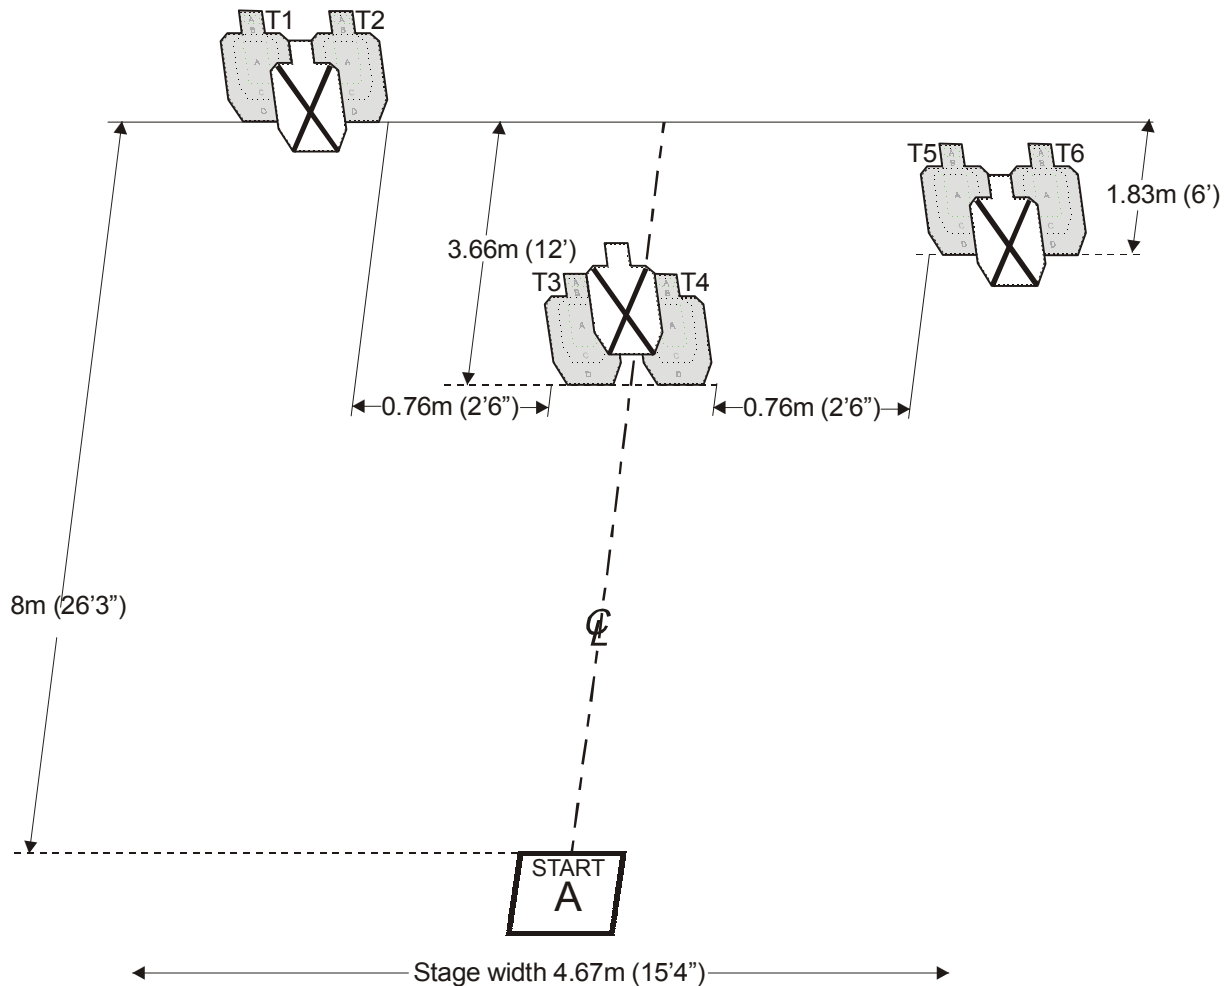 T1
T2
T5
T6
1.83m (6’)
3.66m (12’)
T3
T4
0.76m (2’6”)
0.76m (2’6”)
8m (26’3”)
℄
START
A
Stage width 4.67m (15’4”)